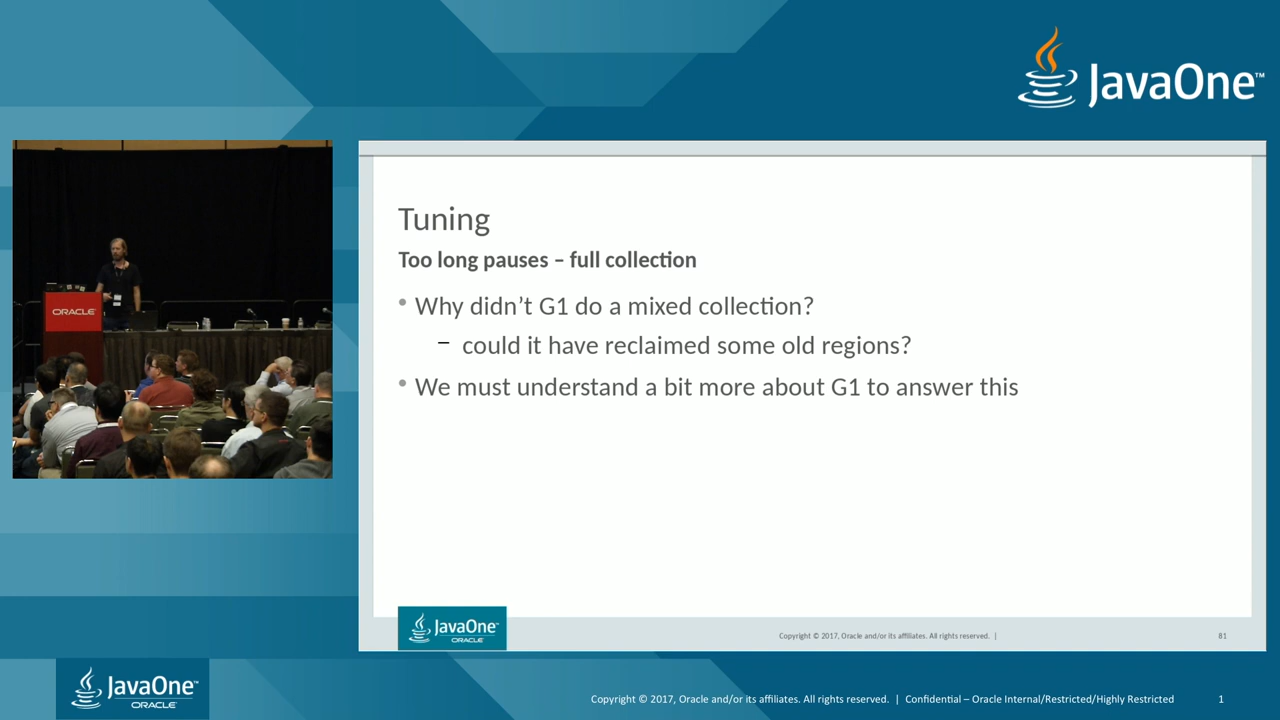 JavaOne™
ORACLE®
Tuning
Too long pauses – full collection
• Why didn’t G1 do a mixed collection?
– could it have reclaimed some old regions?
• We must understand a bit more about G1 to answer this
JavaOne™
ORACLE®
Copyright © 2017, Oracle and/or its affiliates. All rights reserved. |
81
JavaOne™
ORACLE®
Copyright © 2017, Oracle and/or its affiliates. All rights reserved. | Confidential – Oracle Internal/Restricted/Highly Restricted
1